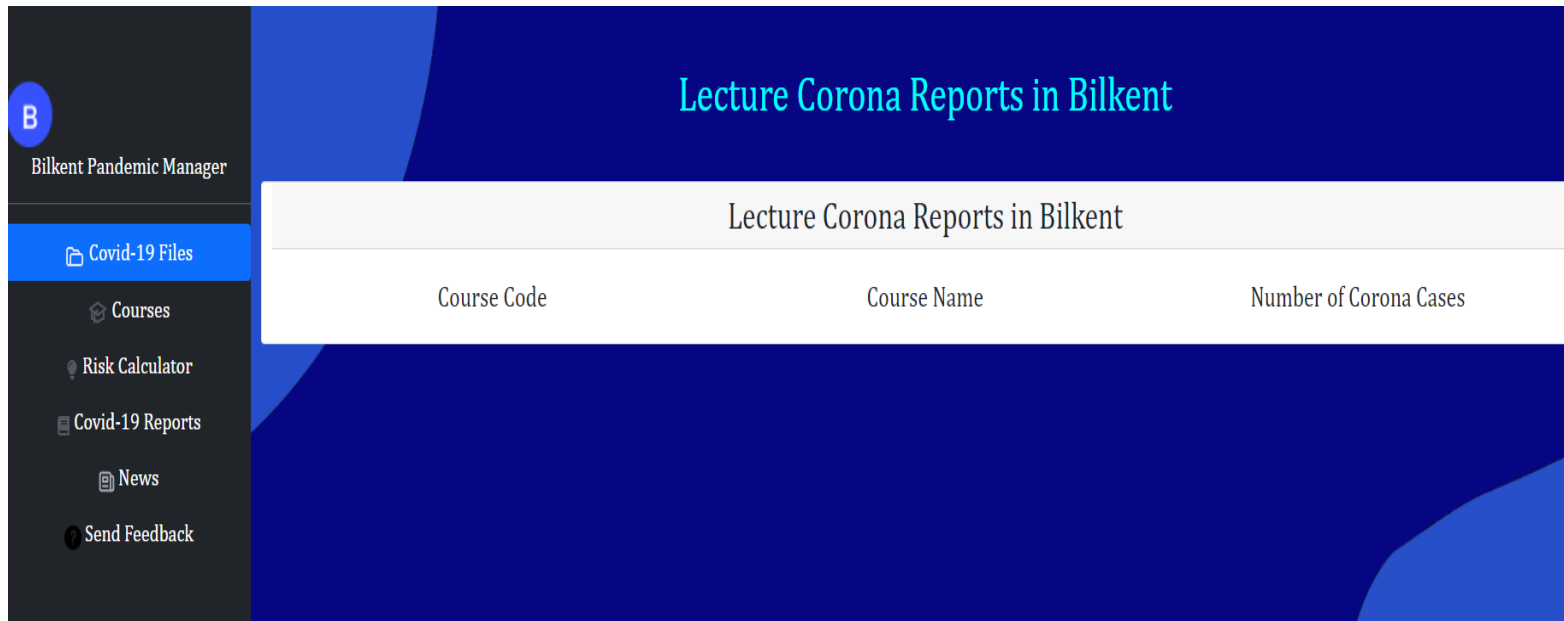 B
Bilkent Pandemic Manager
Covid-19 Files
Courses
Risk Calculator
Covid-19 Reports
News
? Send Feedback
Lecture Corona Reports in Bilkent
Lecture Corona Reports in Bilkent
Course Code Course Name Number of Corona Cases